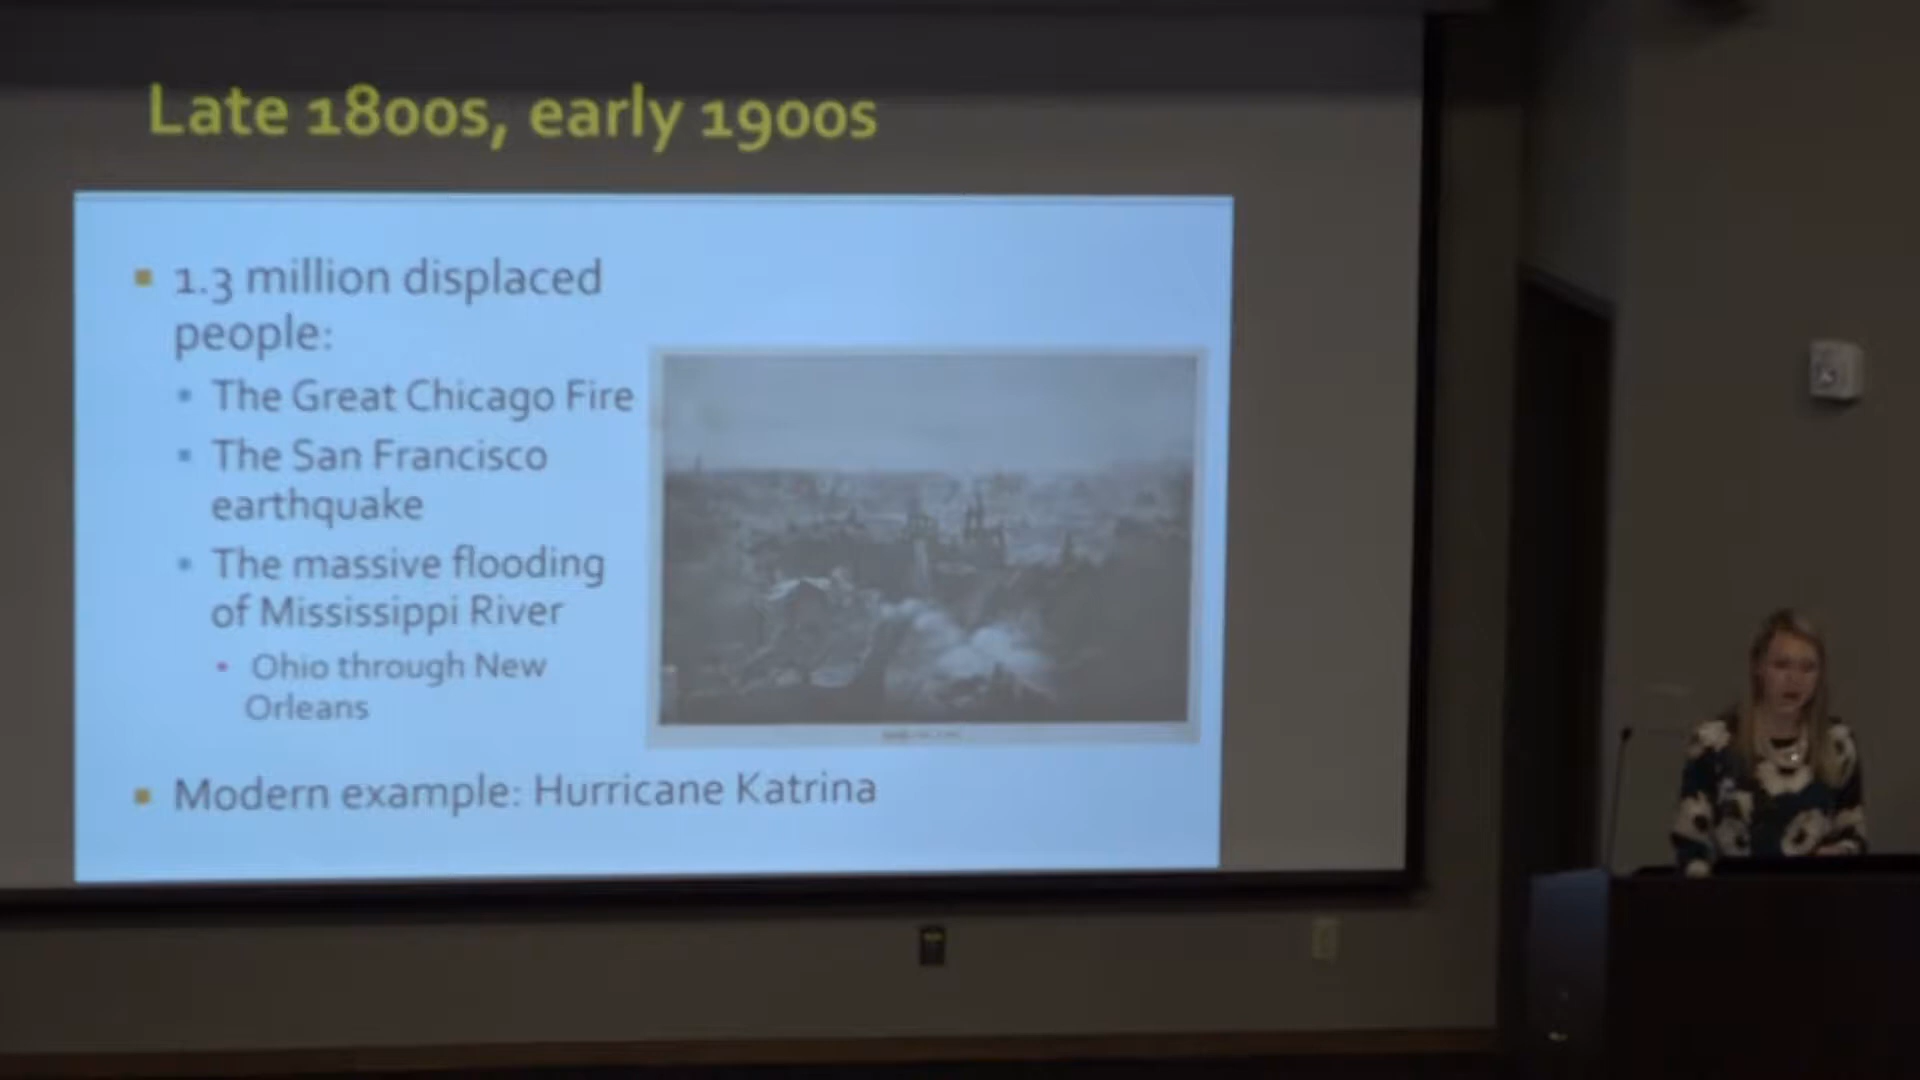 Late 1800s, early 1900s
1.3 million displaced
people:
The Great Chicago Fire
The San Francisco
earthquake
The massive flooding
of Mississippi River
Ohio through New
Orleans
Modern example: Hurricane Katrina